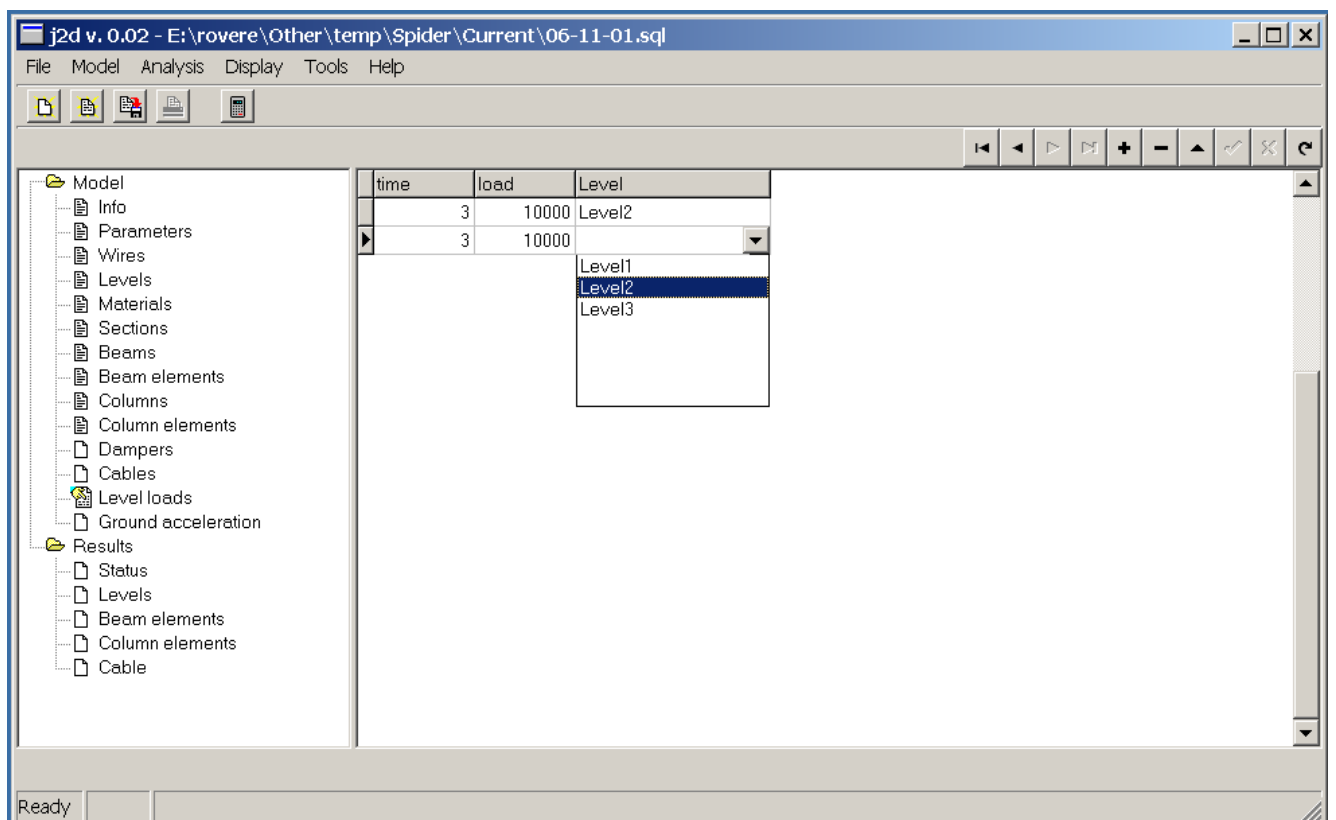 j2d v. 0.02 - E:\rovere\Other\temp\Spider\Current\06-11-01.sql
File Model Analysis Display Tools Help
Model
Info
Parameters
Wires
Levels
Materials
Sections
Beams
Beam elements
Columns
Column elements
Dampers
Cables
Level loads
Ground acceleration
Results
Status
Levels
Beam elements
Column elements
Cable
time load Level
3 10000 Level2
3 10000
Level1
Level2
Level3
Ready